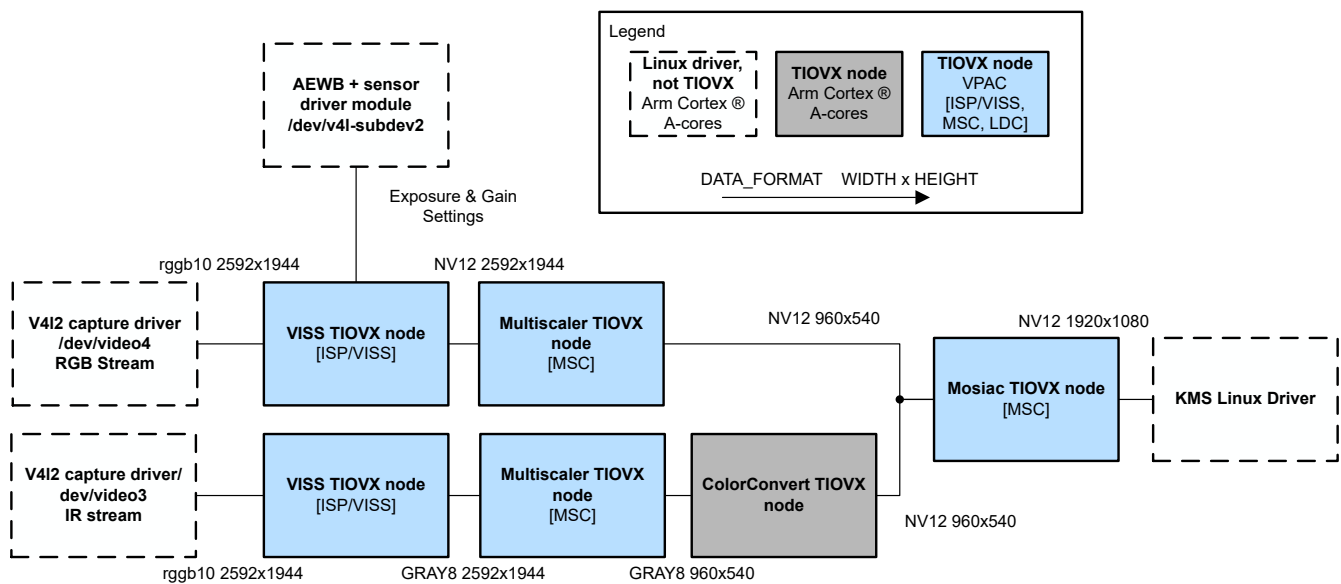 Legend
Linux driver,
not TIOVX
Arm Cortex ®
A-cores
TIOVX node
Arm Cortex ®
A-cores
TIOVX node
VPAC
[ISP/VISS,
MSC, LDC]
DATA_FORMAT WIDTH x HEIGHT
AEWB + sensor
driver module
/dev/v4l-subdev2
Exposure & Gain
Settings
rggb10 2592x1944
NV12 2592x1944
V4l2 capture driver
/dev/video4
RGB Stream
VISS TIOVX node
[ISP/VISS]
Multiscaler TIOVX
node
[MSC]
NV12 960x540
NV12 1920x1080
Mosiac TIOVX node
[MSC]
KMS Linux Driver
V4l2 capture driver/
dev/video3
IR stream
VISS TIOVX node
[ISP/VISS]
Multiscaler TIOVX
node
[MSC]
ColorConvert TIOVX
node
NV12 960x540
rggb10 2592x1944
GRAY8 2592x1944
GRAY8 960x540